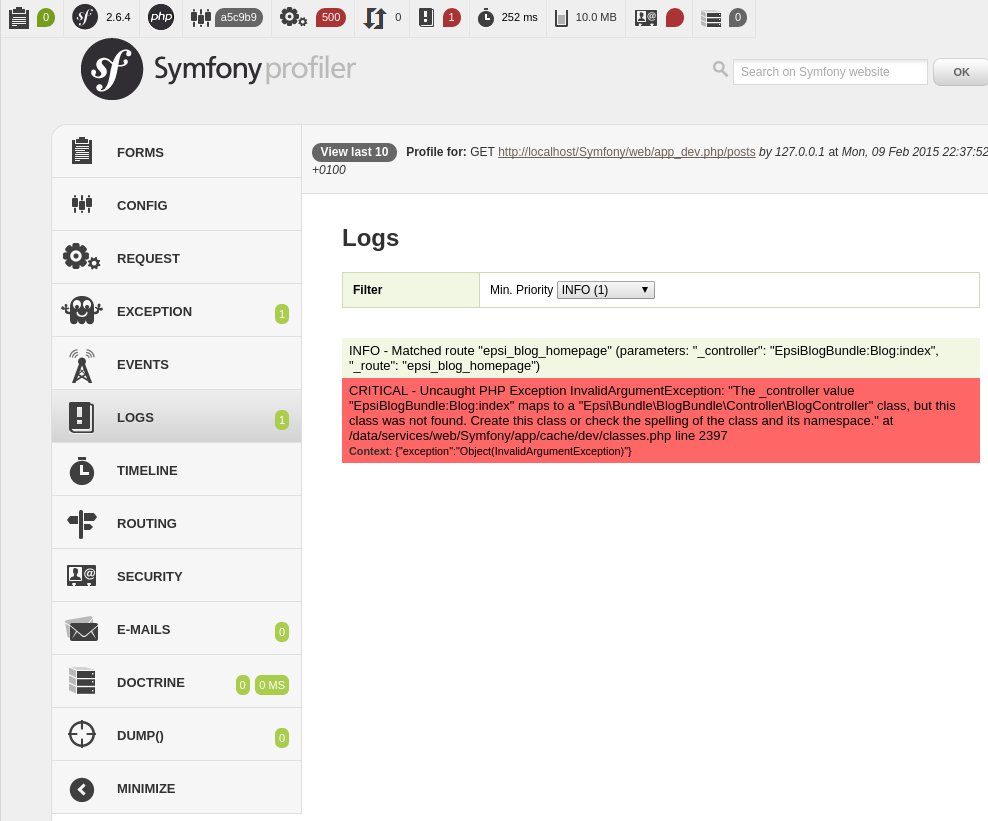 0 2.6.4 php a5c9b9 500 0 1 252 ms 10.0 MB 0
sf Symfony profiler
Search on Symfony website OK
View last 10 Profile for: GET http://localhost/Symfony/web/app_dev.php/posts by 127.0.0.1 at Mon, 09 Feb 2015 22:37:52
+0100
FORMS
CONFIG
REQUEST
EXCEPTION 1
EVENTS
LOGS 1
TIMELINE
ROUTING
SECURITY
E-MAILS 0
DOCTRINE 0 0 MS
DUMP() 0
MINIMIZE
Logs
Filter Min. Priority INFO (1)
INFO - Matched route "epsi_blog_homepage" (parameters: "_controller": "EpsiBlogBundle:Blog:index",
"_route": "epsi_blog_homepage")
CRITICAL - Uncaught PHP Exception InvalidArgumentException: "The _controller value
"EpsiBlogBundle:Blog:index" maps to a "Epsi\Bundle\BlogBundle\Controller\BlogController" class, but this
class was not found. Create this class or check the spelling of the class and its namespace." at
/data/services/web/Symfony/app/cache/dev/classes.php line 2397
Context: {"exception":"Object(InvalidArgumentException)"}